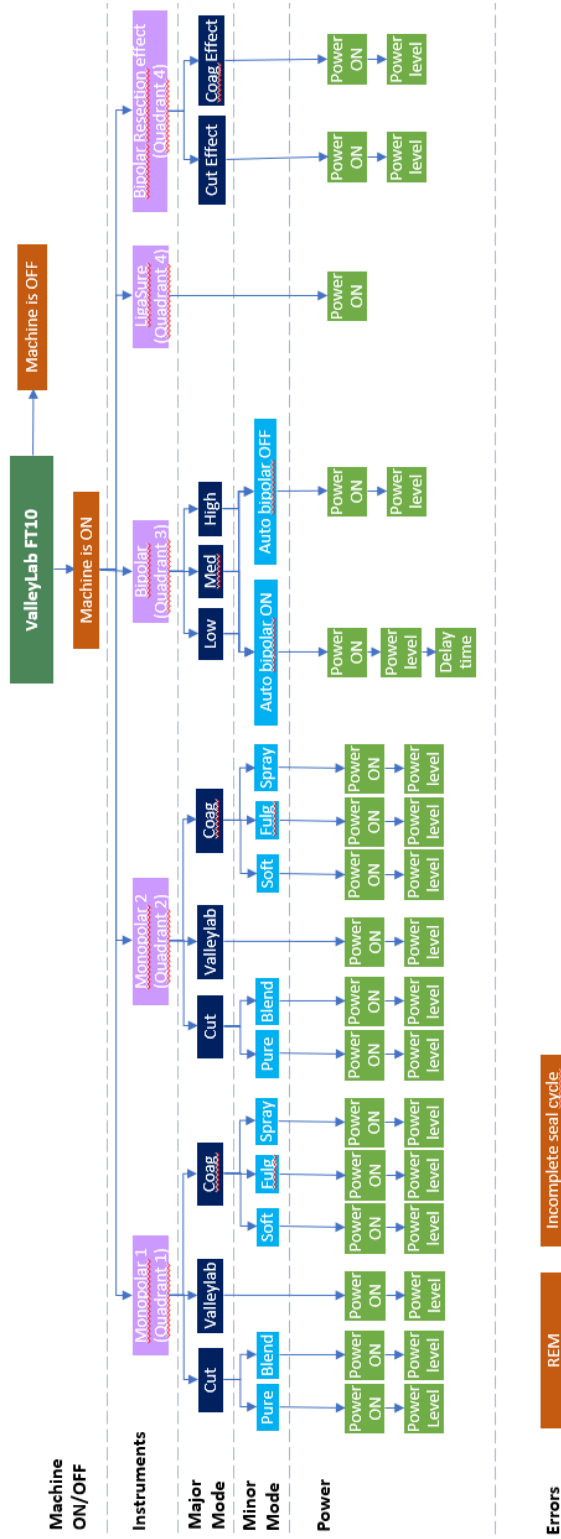 ValleyLab FT10
Machine
ON/OFF
Machine is ON
Machine is OFF
Instruments
Monopolar 1
(Quadrant 1)
Monopolar 2
(Quadrant 2)
Bipolar
(Quadrant 3)
LigaSure
(Quadrant 4)
Bipolar Resection effect
(Quadrant 4)
Major
Mode
Cut
Valleylab
Coag
Cut
Valleylab
Coag
Low
Med
High
Cut Effect
Coag Effect
Minor
Mode
Pure
Blend
Soft
Fulg
Spray
Pure
Blend
Soft
Fulg
Spray
Auto bipolar ON
Auto bipolar OFF
Power
Power
ON
Power
Level
Power
ON
Power
level
Power
ON
Power
level
Power
ON
Power
level
Power
ON
Power
level
Power
ON
Power
level
Power
ON
Power
level
Power
ON
Power
level
Power
ON
Power
level
Power
ON
Power
level
Power
ON
Power
level
Power
ON
Power
level
Power
ON
Power
level
Delay
time
Power
ON
Power
level
Power
ON
Power
ON
Power
level
Power
ON
Power
level
Errors
REM
Incomplete seal cycle